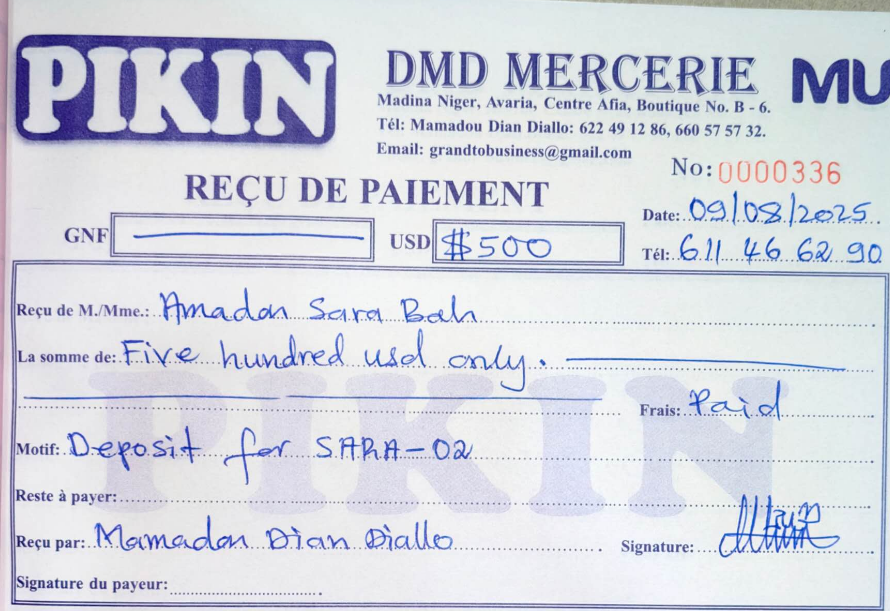 PIKIN
DMD MERCERIE
MU
Madina Niger, Avaria, Centre Afia, Boutique No. B - 6.
Tél: Mamadou Dian Diallo: 622 49 12 86, 660 57 57 32.
Email: grandtobusiness@gmail.com
No: 0000336
REÇU DE PAIEMENT
Date: 09/08/2025
GNF
USD $500
Tél: 611 46 62 90
Reçu de M./Mme.: Amadou Sara Bah
La somme de: Five hundred usd only.
Frais: Paid
Motif: Deposit for SARA-02
Reste à payer:
Reçu par: Mamadou Dian Diallo
Signature:
Signature du payeur:
PIKIN